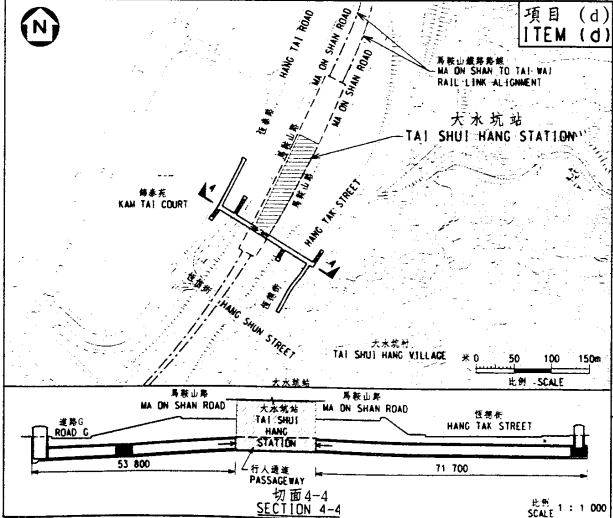 項目 (d)
ITEM (d)
N
HANG TAI ROAD
恆泰路
MA ON SHAN ROAD
馬鞍山路
MA ON SHAN ROAD
馬鞍山路
馬鞍山鐵路路線
MA ON SHAN TO TAI WAI
RAIL LINK ALIGNMENT
大水坑站
TAI SHUI HANG STATION
錦泰苑
KAM TAI COURT
4
4
HANG TAK STREET
恆德街
恆信街
HANG SHUN STREET
大水坑村
TAI SHUI HANG VILLAGE
米 0 50 100 150m
比例 SCALE
大水坑站
馬鞍山路
MA ON SHAN ROAD
大水坑站
TAI SHUI
HANG
STATION
馬鞍山路
MA ON SHAN ROAD
道路G
ROAD G
恆德街
HANG TAK STREET
53 800
71 700
行人通道
PASSAGEWAY
切面4-4
SECTION 4-4
比例
SCALE 1 : 1 000